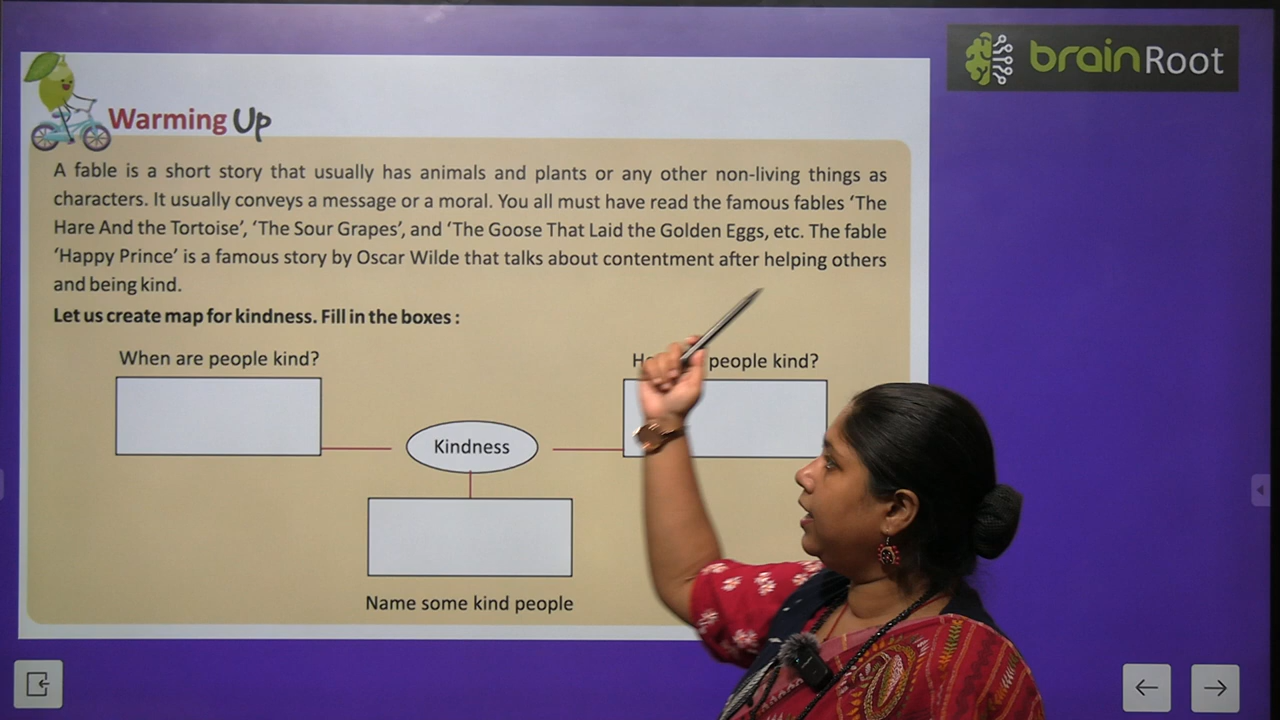 brainRoot
Warming Up
A fable is a short story that usually has animals and plants or any other non-living things as
characters. It usually conveys a message or a moral. You all must have read the famous fables ‘The
Hare And the Tortoise’, ‘The Sour Grapes’, and ‘The Goose That Laid the Golden Eggs, etc. The fable
‘Happy Prince’ is a famous story by Oscar Wilde that talks about contentment after helping others
and being kind.
Let us create map for kindness. Fill in the boxes :
When are people kind?
people kind?
Kindness
Name some kind people